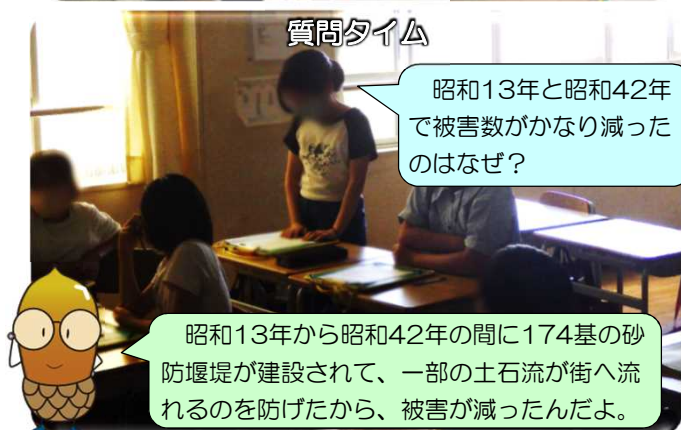 質問タイム
昭和13年と昭和42年
で被害数がかなり減った
のはなぜ？
昭和13年から昭和42年の間に174基の砂
防堰堤が建設されて、一部の土石流が街へ流
れるのを防げたから、被害が減ったんだよ。